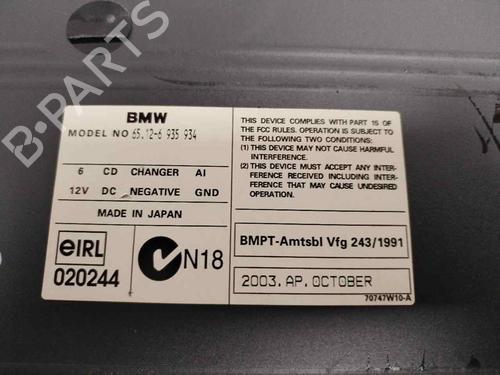 B-PARTS
BMW
MODEL NO 65.12-6 935 934
6 CD CHANGER AI
12V DC NEGATIVE GND
MADE IN JAPAN
eIRL
020244
N18
THIS DEVICE COMPLIES WITH PART 15 OF
THE FCC RULES. OPERATION IS SUBJECT TO
THE FOLLOWING TWO CONDITIONS:
(1) THIS DEVICE MAY NOT CAUSE HARMFUL
INTERFERENCE.
(2) THIS DEVICE MUST ACCEPT ANY INTER-
FERENCE RECEIVED INCLUDING INTER-
FERENCE THAT MAY CAUSE UNDESIRED
OPERATION.
BMPT-Amtsbl Vfg 243/1991
2003.AP.OCTOBER
70747W10-A